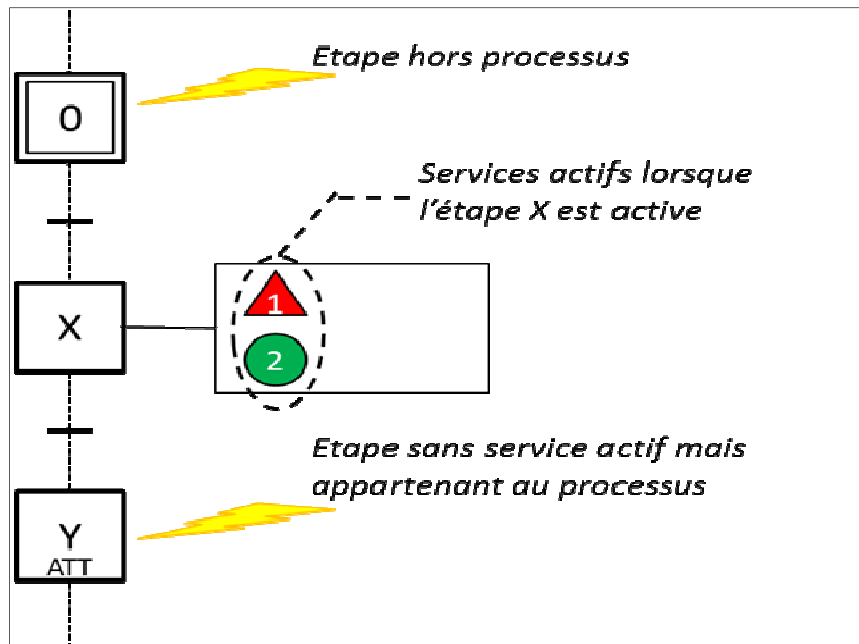 Etape hors processus
0
Services actifs lorsque
l'étape X est active
1
X
2
Etape sans service actif mais
appartenant au processus
Y
ATT